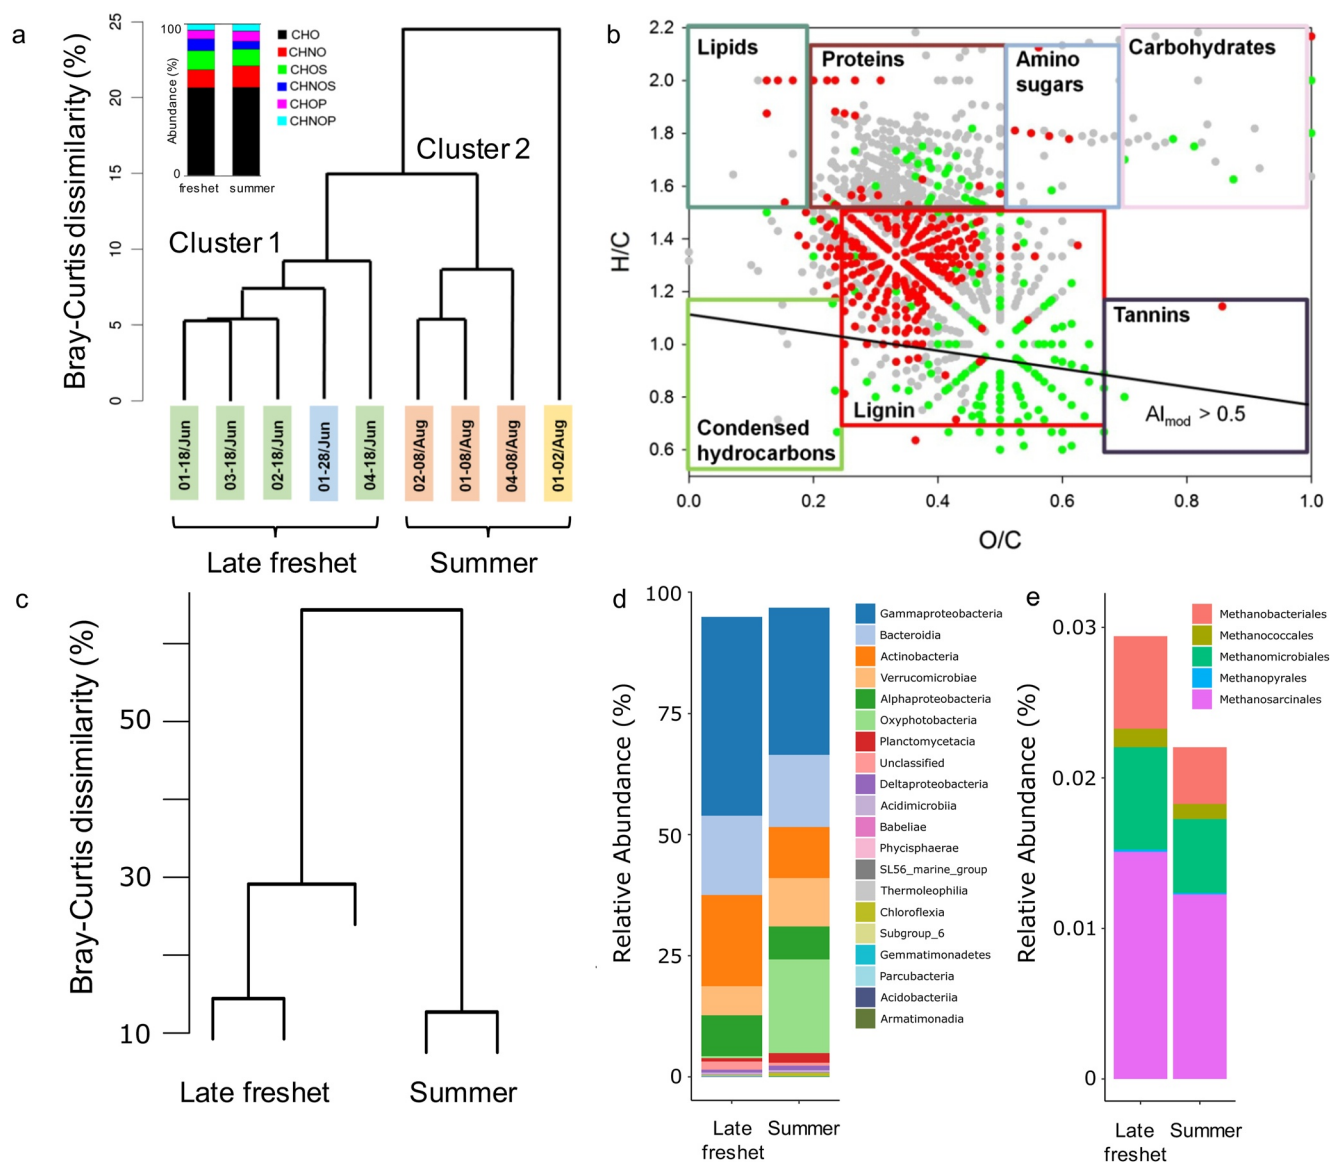 a
Bray-Curtis dissimilarity (%)
25
20
15
10
5
0
100
0
Abundance (%)
freshet
summer
CHO
CHNO
CHOS
CHNOS
CHOP
CHNOP
Cluster 2
Cluster 1
01-18/Jun
03-18/Jun
02-18/Jun
01-28/Jun
04-18/Jun
02-08/Aug
01-08/Aug
04-08/Aug
01-02/Aug
Late freshet
Summer
b
H/C
2.2
2.0
1.8
1.6
1.4
1.2
1.0
0.8
0.6
Lipids
Proteins
Amino
sugars
Carbohydrates
Tannins
Lignin
AImod > 0.5
Condensed
hydrocarbons
0.0
0.2
0.4
0.6
0.8
1.0
O/C
c
Bray-Curtis dissimilarity (%)
50
30
10
Late freshet
Summer
d
Relative Abundance (%)
100
75
50
25
0
Late
freshet
Summer
Gammaproteobacteria
Bacteroidia
Actinobacteria
Verrucomicrobiae
Alphaproteobacteria
Oxyphotobacteria
Planctomycetacia
Unclassified
Deltaproteobacteria
Acidimicrobiia
Babeliae
Phycisphaerae
SL56_marine_group
Thermoleophilia
Chloroflexia
Subgroup_6
Gemmatimonadetes
Parcubacteria
Acidobacteriia
Armatimonadia
e
Relative Abundance (%)
0.03
0.02
0.01
0
Late
freshet
Summer
Methanobacteriales
Methanococcales
Methanomicrobiales
Methanopyrales
Methanosarcinales